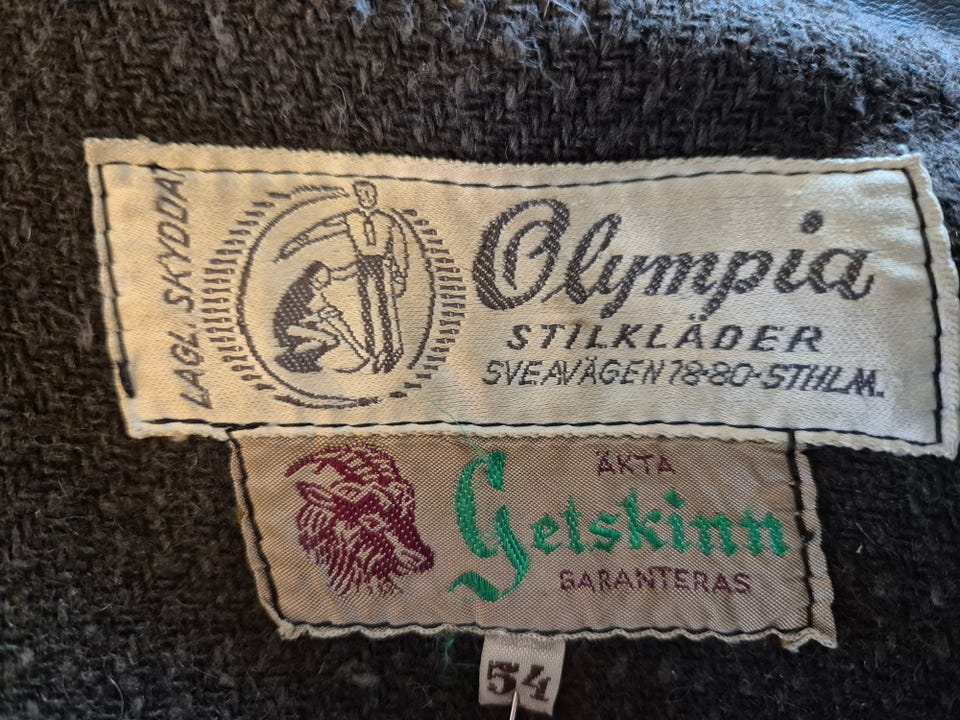 LAGL. SKYDDAT
Olympia
STILKLÄDER
SVEAVÄGEN 78-80-STHLM.
ÄKTA
Getskinn
GARANTERAS
54